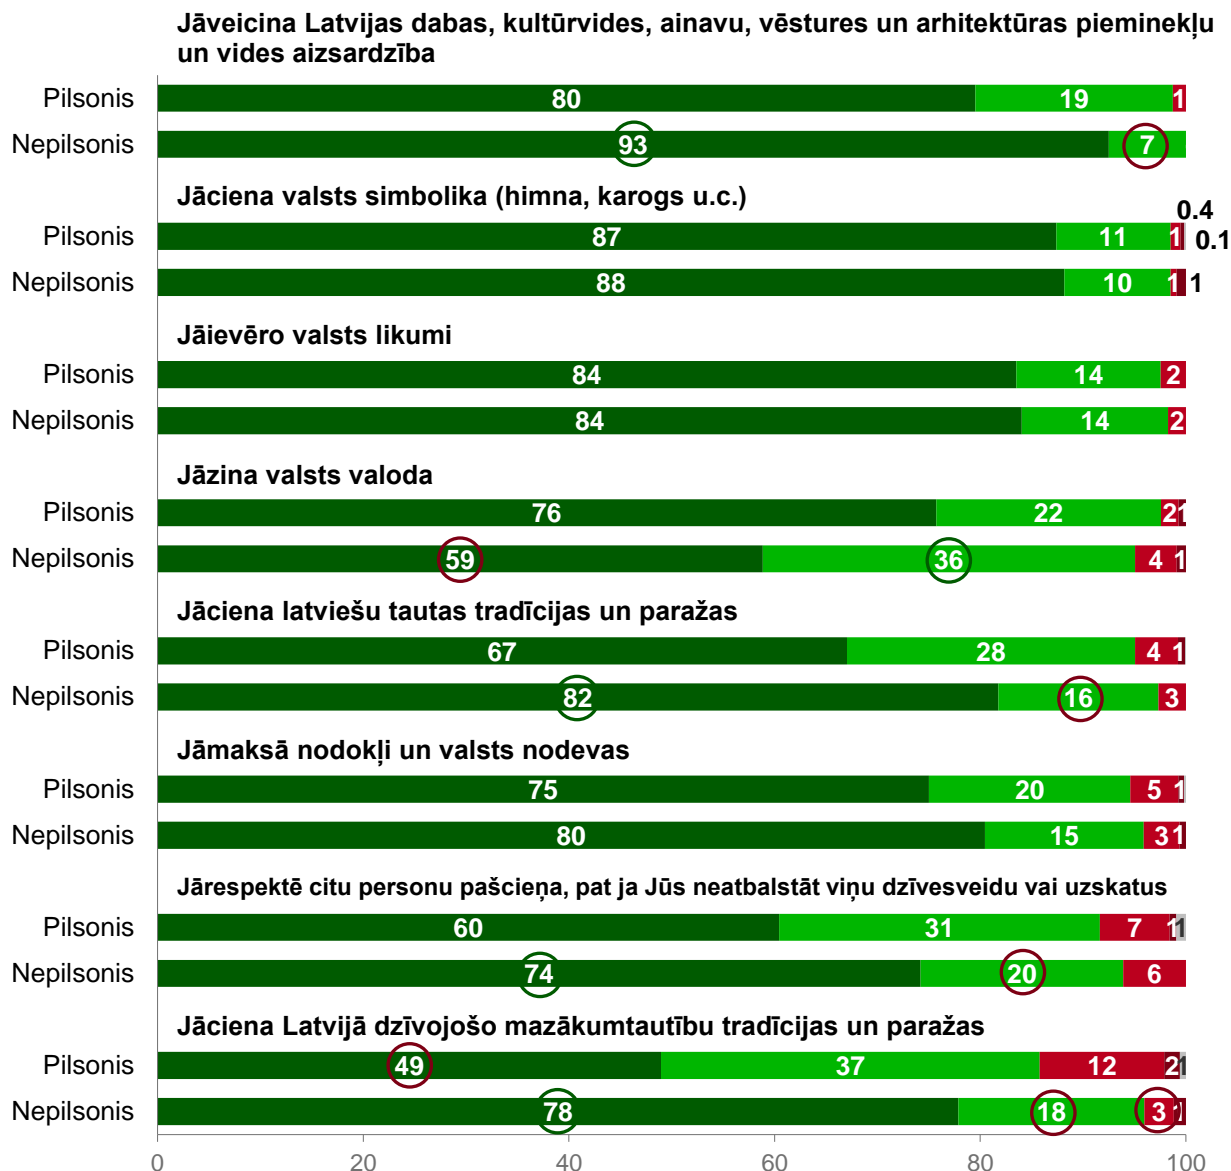 Jāveicina Latvijas dabas, kultūrvides, ainavu, vēstures un arhitektūras pieminekļu
un vides aizsardzība
Pilsonis 80 19 1
Nepilsonis 93 7
Jāciena valsts simbolika (himna, karogs u.c.)
0.4
Pilsonis 87 11 1 0.1
Nepilsonis 88 10 1 1
Jāievēro valsts likumi
Pilsonis 84 14 2
Nepilsonis 84 14 2
Jāzina valsts valoda
Pilsonis 76 22 2 1
Nepilsonis 59 36 4 1
Jāciena latviešu tautas tradīcijas un paražas
Pilsonis 67 28 4 1
Nepilsonis 82 16 3
Jāmaksā nodokļi un valsts nodevas
Pilsonis 75 20 5 1
Nepilsonis 80 15 3 1
Jārespektē citu personu pašcieņa, pat ja Jūs neatbalstāt viņu dzīvesveidu vai uzskatus
Pilsonis 60 31 7 1 1
Nepilsonis 74 20 6
Jāciena Latvijā dzīvojošo mazākumtautību tradīcijas un paražas
Pilsonis 49 37 12 2 1
Nepilsonis 78 18 3 1
0 20 40 60 80 100